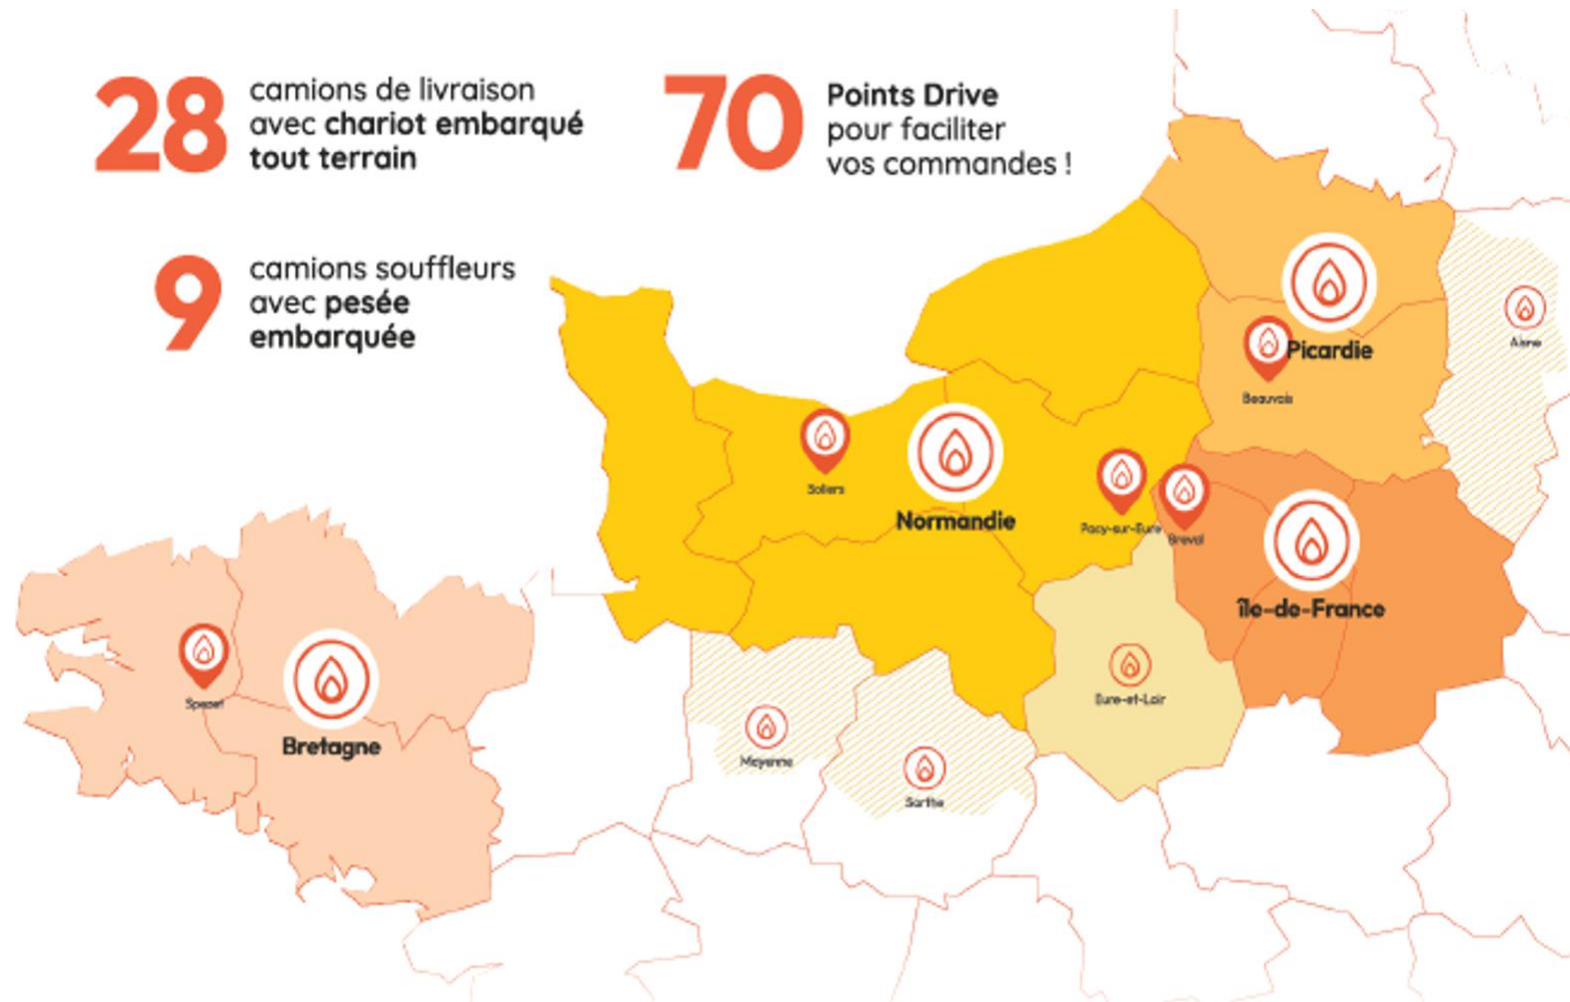 28
camions de livraison
avec chariot embarqué
tout terrain
70
Points Drive
pour faciliter
vos commandes !
9
camions souffleurs
avec pesée
embarquée
Picardie
Aisne
Beauvais
Soliers
Normandie
Pacy-sur-Eure
Breval
île-de-France
Spezet
Bretagne
Eure-et-Loir
Mayenne
Sarthe